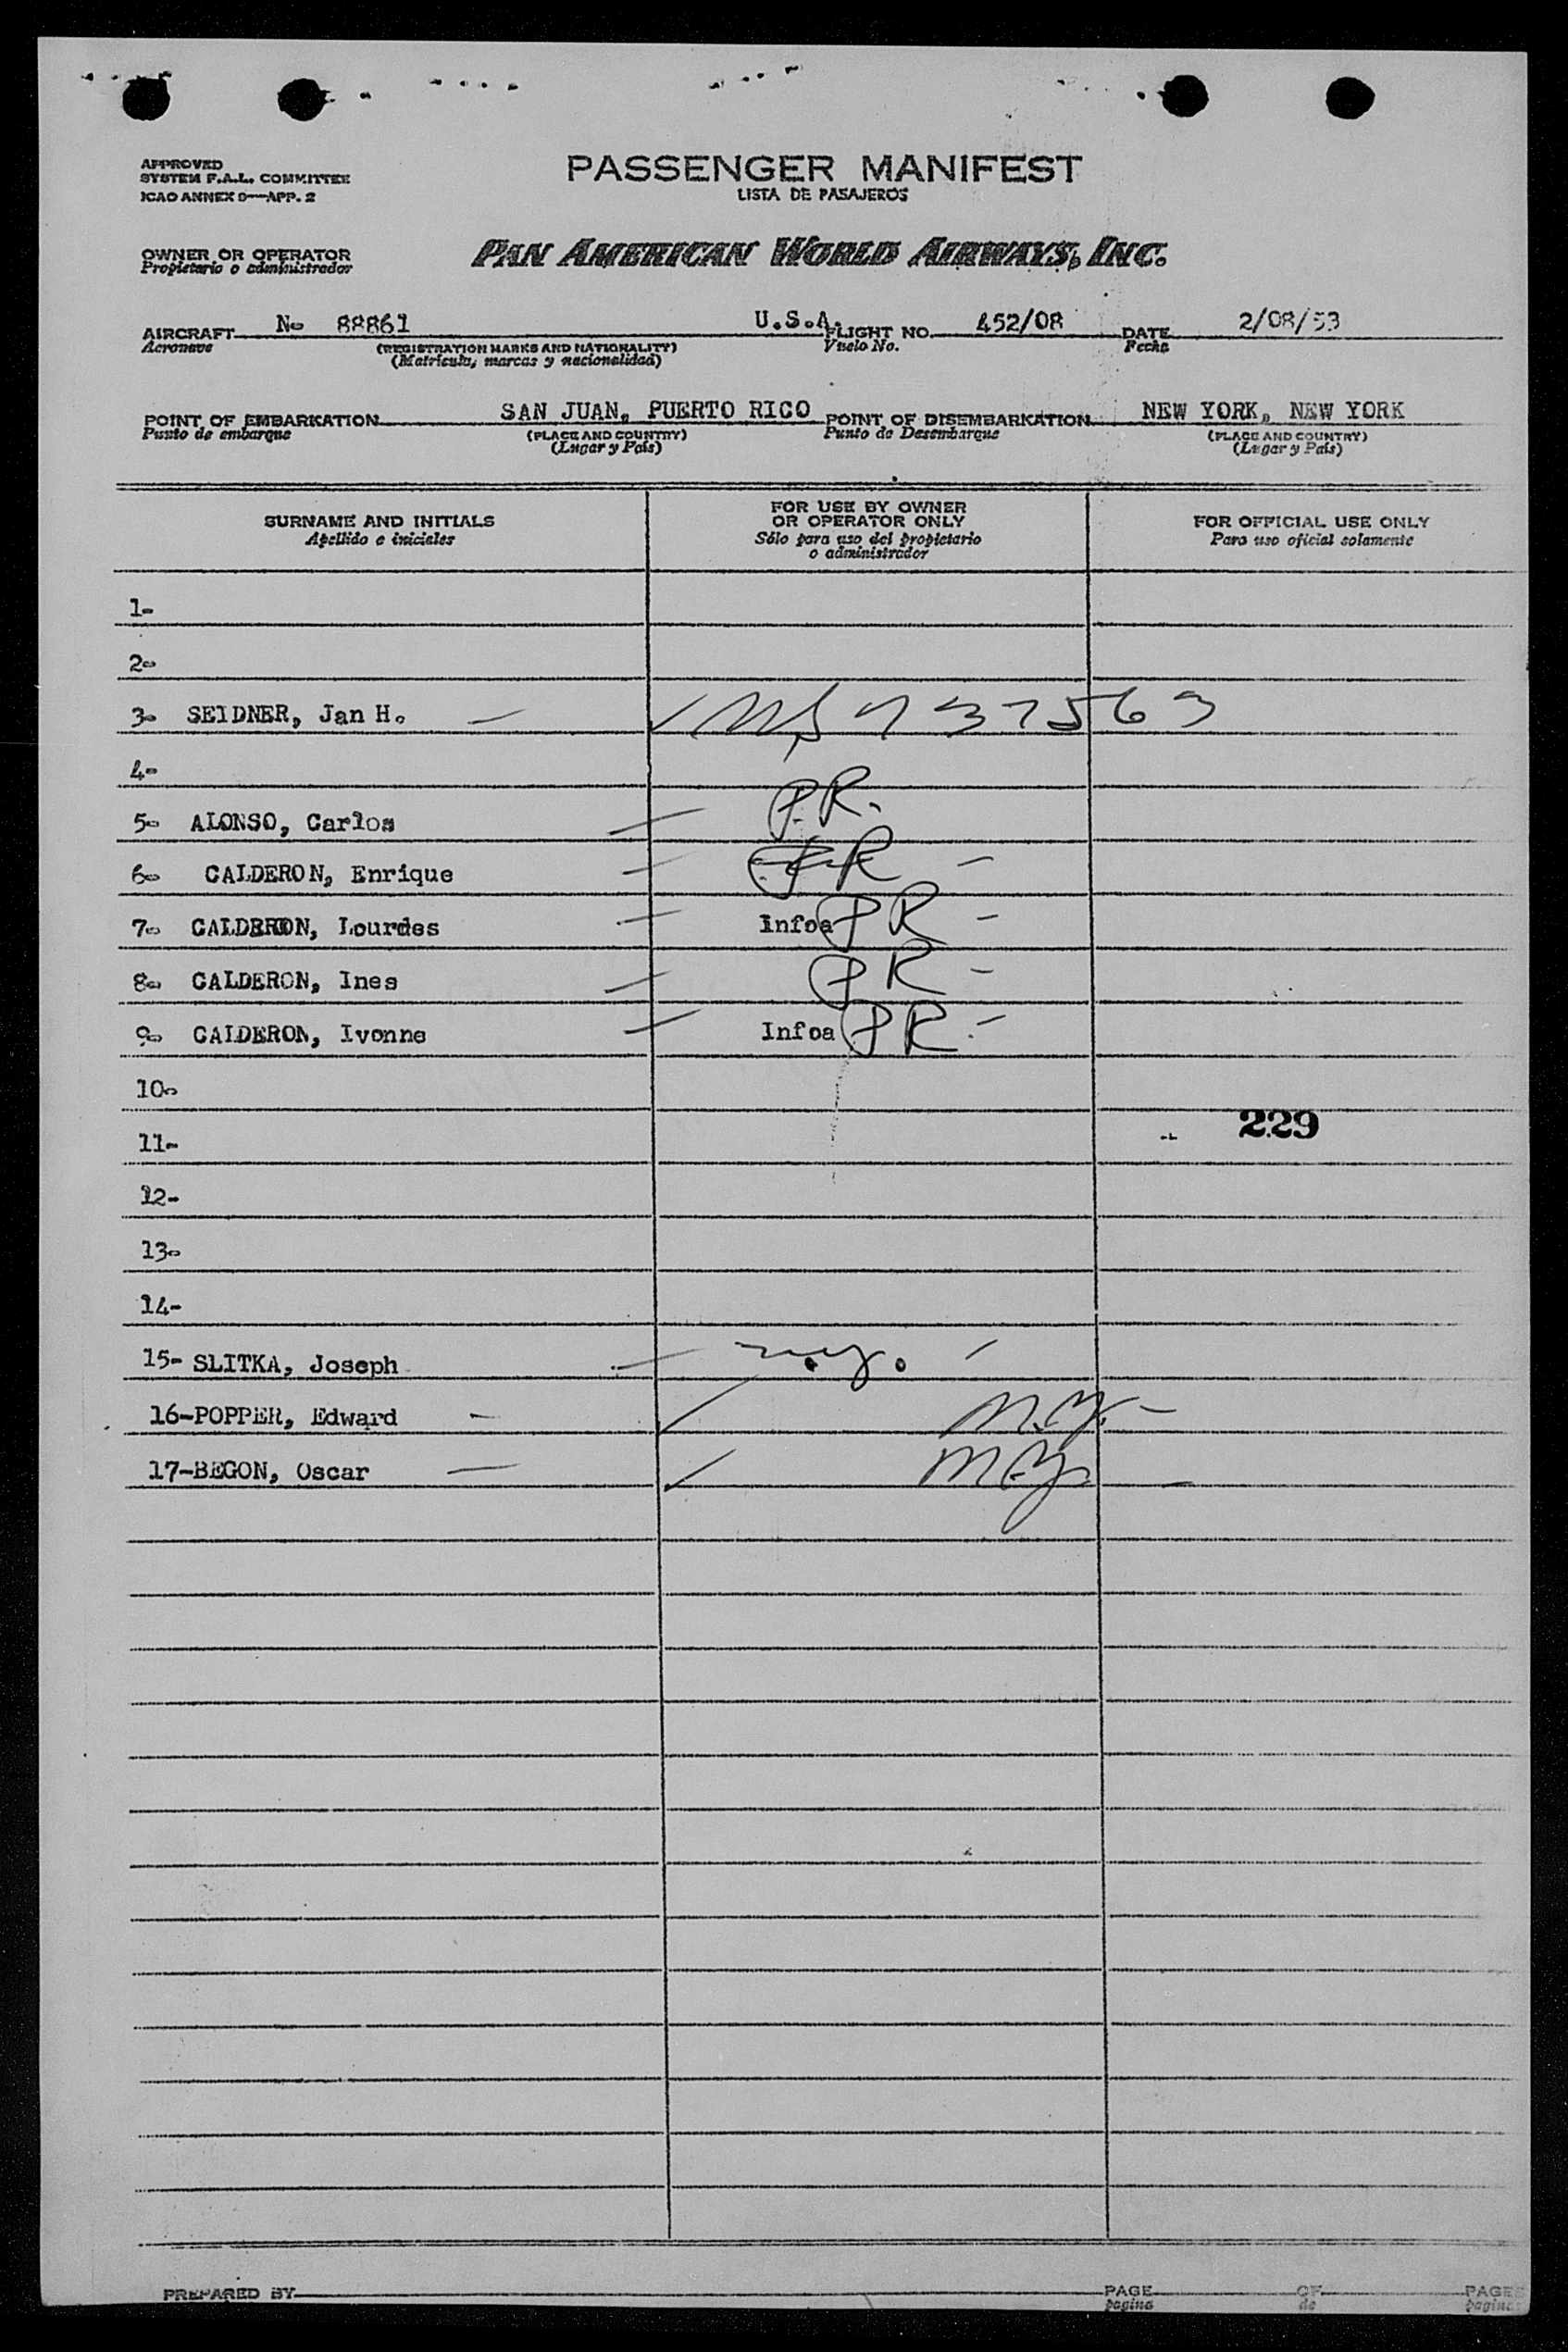 PASSENGER MANIFEST
LISTA DE PASAJEROS
APPROVED
SYSTEM F.A.L. COMMITTEE
ICAO ANNEX 9—APP. 2
OWNER OR OPERATOR
Propietario o administrador
PAN AMERICAN WORLD AIRWAYS, INC.
AIRCRAFT N- 88861 U.S.A. FLIGHT NO. 452/08 DATE 2/08/53
Aeronave (REGISTRATION MARKS AND NATIONALITY) Vuelo No. Fecha
(Matricula, marcas y nacionalidad)
POINT OF EMBARKATION SAN JUAN, PUERTO RICO POINT OF DISEMBARKATION NEW YORK, NEW YORK
Punto de embarque (PLACE AND COUNTRY) Punto de Desembarque (PLACE AND COUNTRY)
(Lugar y País) (Lugar y País)
SURNAME AND INITIALS
Apellido e iniciales
FOR USE BY OWNER
OR OPERATOR ONLY
Sólo para uso del propietario
o administrador
FOR OFFICIAL USE ONLY
Para uso oficial solamente
1-
2-
3- SEIDNER, Jan H.
4-
5- ALONSO, Carlos P.R.
6- CALDERON, Enrique PR -
7- CALDERON, Lourdes Infoa PR -
8- CALDERON, Ines PR -
9- CALDERON, Ivonne Infoa PR. -
10-
11- 229
12-
13-
14-
15- SLITKA, Joseph n.y.
16-POPPER, Edward N.Y. -
17-BEGON, Oscar N.Y.
PREPARED BY PAGE OF PAGES
pagina de paginas